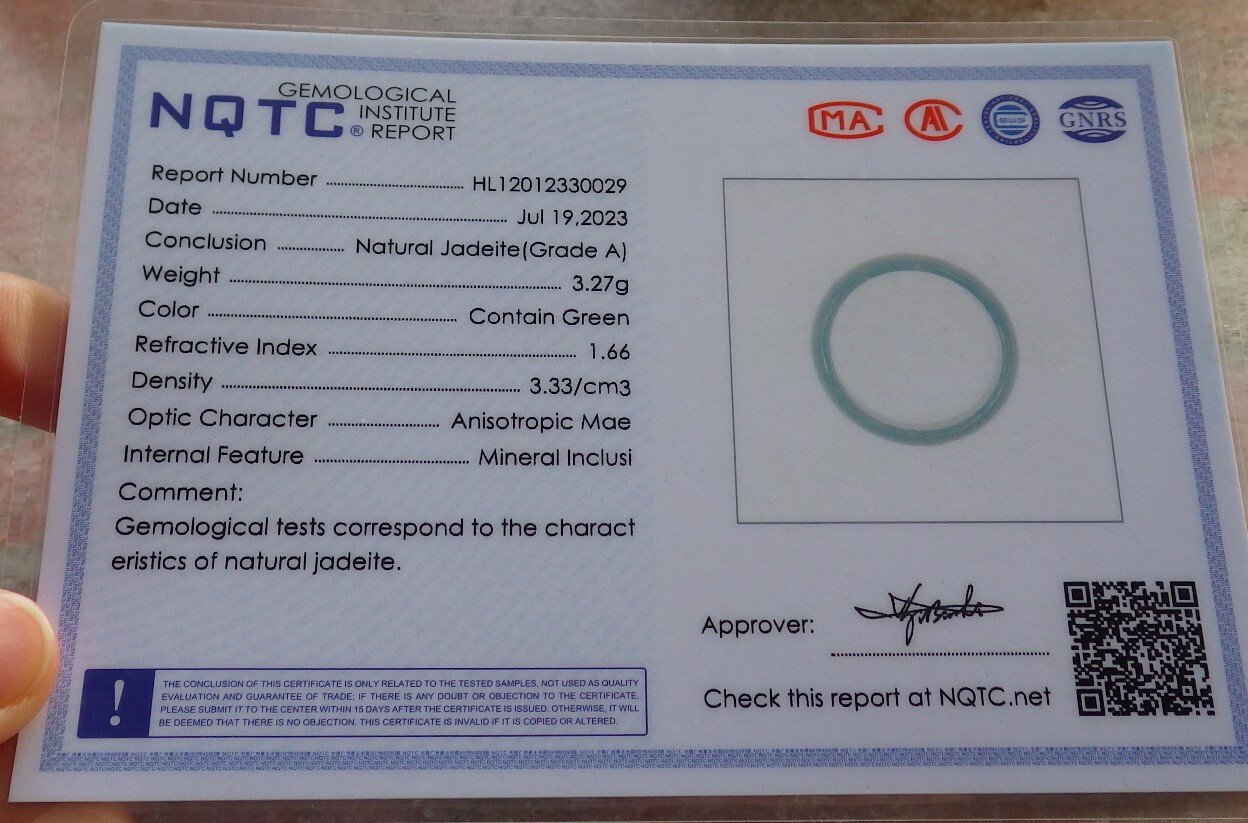 GEMOLOGICAL
NQTC® INSTITUTE
REPORT
MA
AL
GWS
GNRS
Report Number ........ HL12012330029
Date ........ Jul 19,2023
Conclusion ........ Natural Jadeite(Grade A)
Weight ........ 3.27g
Color ........ Contain Green
Refractive Index ........ 1.66
Density ........ 3.33/cm3
Optic Character ........ Anisotropic Mae
Internal Feature ........ Mineral Inclusi
Comment:
Gemological tests correspond to the charact
eristics of natural jadeite.
Approver:
Check this report at NQTC.net
! THE CONCLUSION OF THIS CERTIFICATE IS ONLY RELATED TO THE TESTED SAMPLES, NOT USED AS QUALITY
EVALUATION AND GUARANTEE OF TRADE; IF THERE IS ANY DOUBT OR OBJECTION TO THE CERTIFICATE,
PLEASE SUBMIT IT TO THE CENTER WITHIN 15 DAYS AFTER THE CERTIFICATE IS ISSUED. OTHERWISE, IT WILL
BE DEEMED THAT THERE IS NO OBJECTION. THIS CERTIFICATE IS INVALID IF IT IS COPIED OR ALTERED.